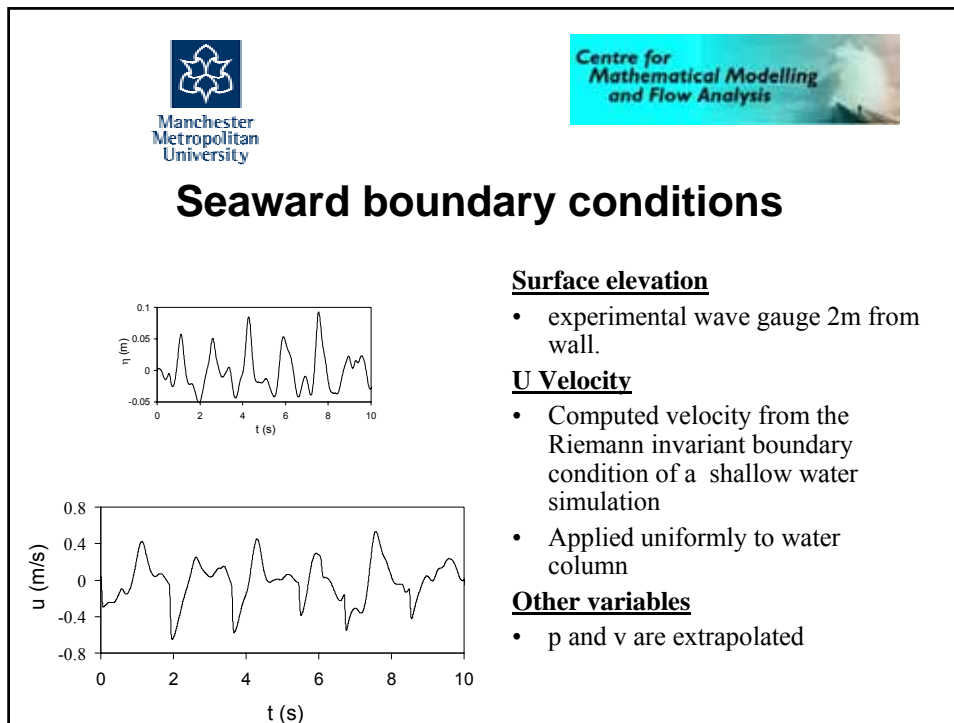 Manchester
Metropolitan
University
Centre for
Mathematical Modelling
and Flow Analysis
Seaward boundary conditions
0.1
0.05
0
-0.05
η (m)
0 2 4 6 8 10
t (s)
0.8
0.4
0
-0.4
-0.8
u (m/s)
0 2 4 6 8 10
t (s)
Surface elevation
• experimental wave gauge 2m from
wall.
U Velocity
• Computed velocity from the
Riemann invariant boundary
condition of a shallow water
simulation
• Applied uniformly to water
column
Other variables
• p and v are extrapolated